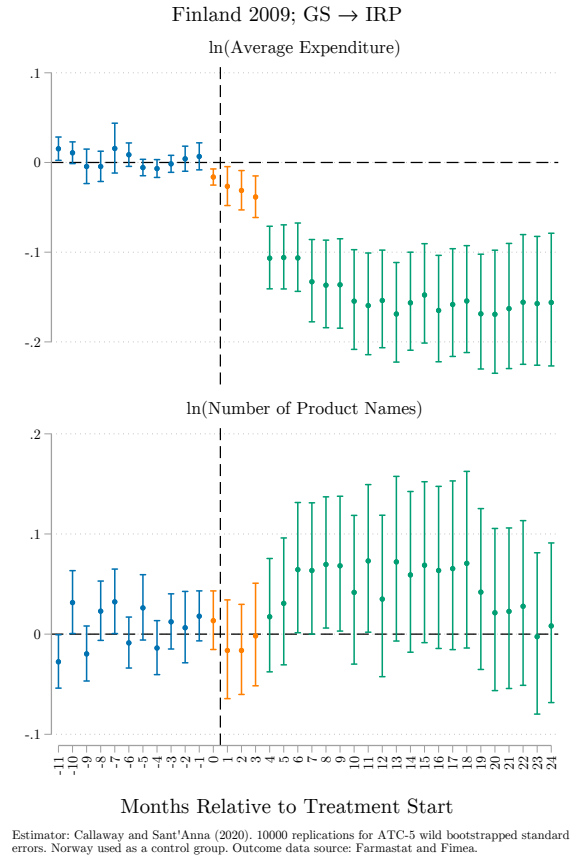 Finland 2009; GS → IRP
ln(Average Expenditure)
.1
0
-.1
-.2
ln(Number of Product Names)
.2
.1
0
-.1
-11 -10 -9 -8 -7 -6 -5 -4 -3 -2 -1 0 1 2 3 4 5 6 7 8 9 10 11 12 13 14 15 16 17 18 19 20 21 22 23 24
Months Relative to Treatment Start
Estimator: Callaway and Sant'Anna (2020). 10000 replications for ATC-5 wild bootstrapped standard
errors. Norway used as a control group. Outcome data source: Farmastat and Fimea.